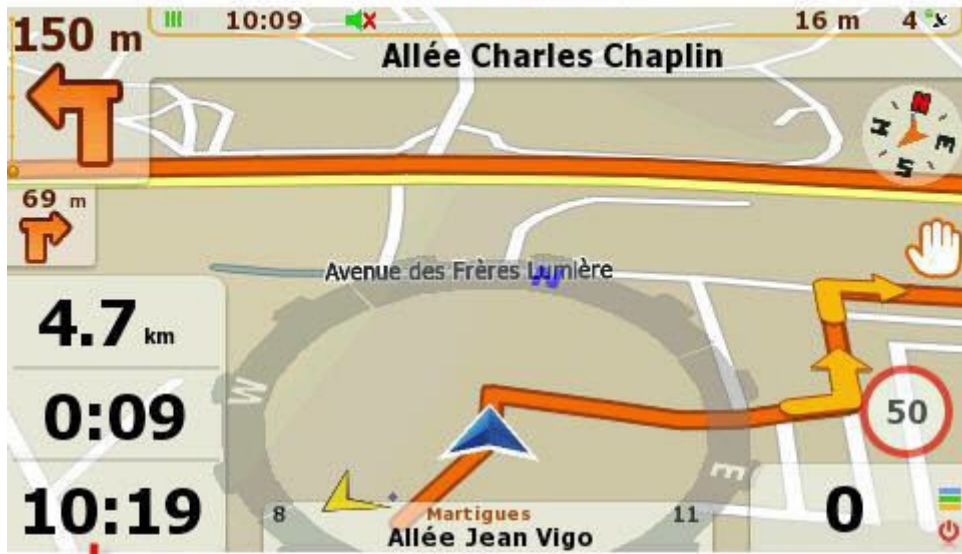 10:09 16 m 4
150 m
Allée Charles Chaplin
N
E
S
69 m
Avenue des Frères Lumière
N
4.7 km
W
50
0:09
E
10:19
8 Martigues 11
Allée Jean Vigo
0